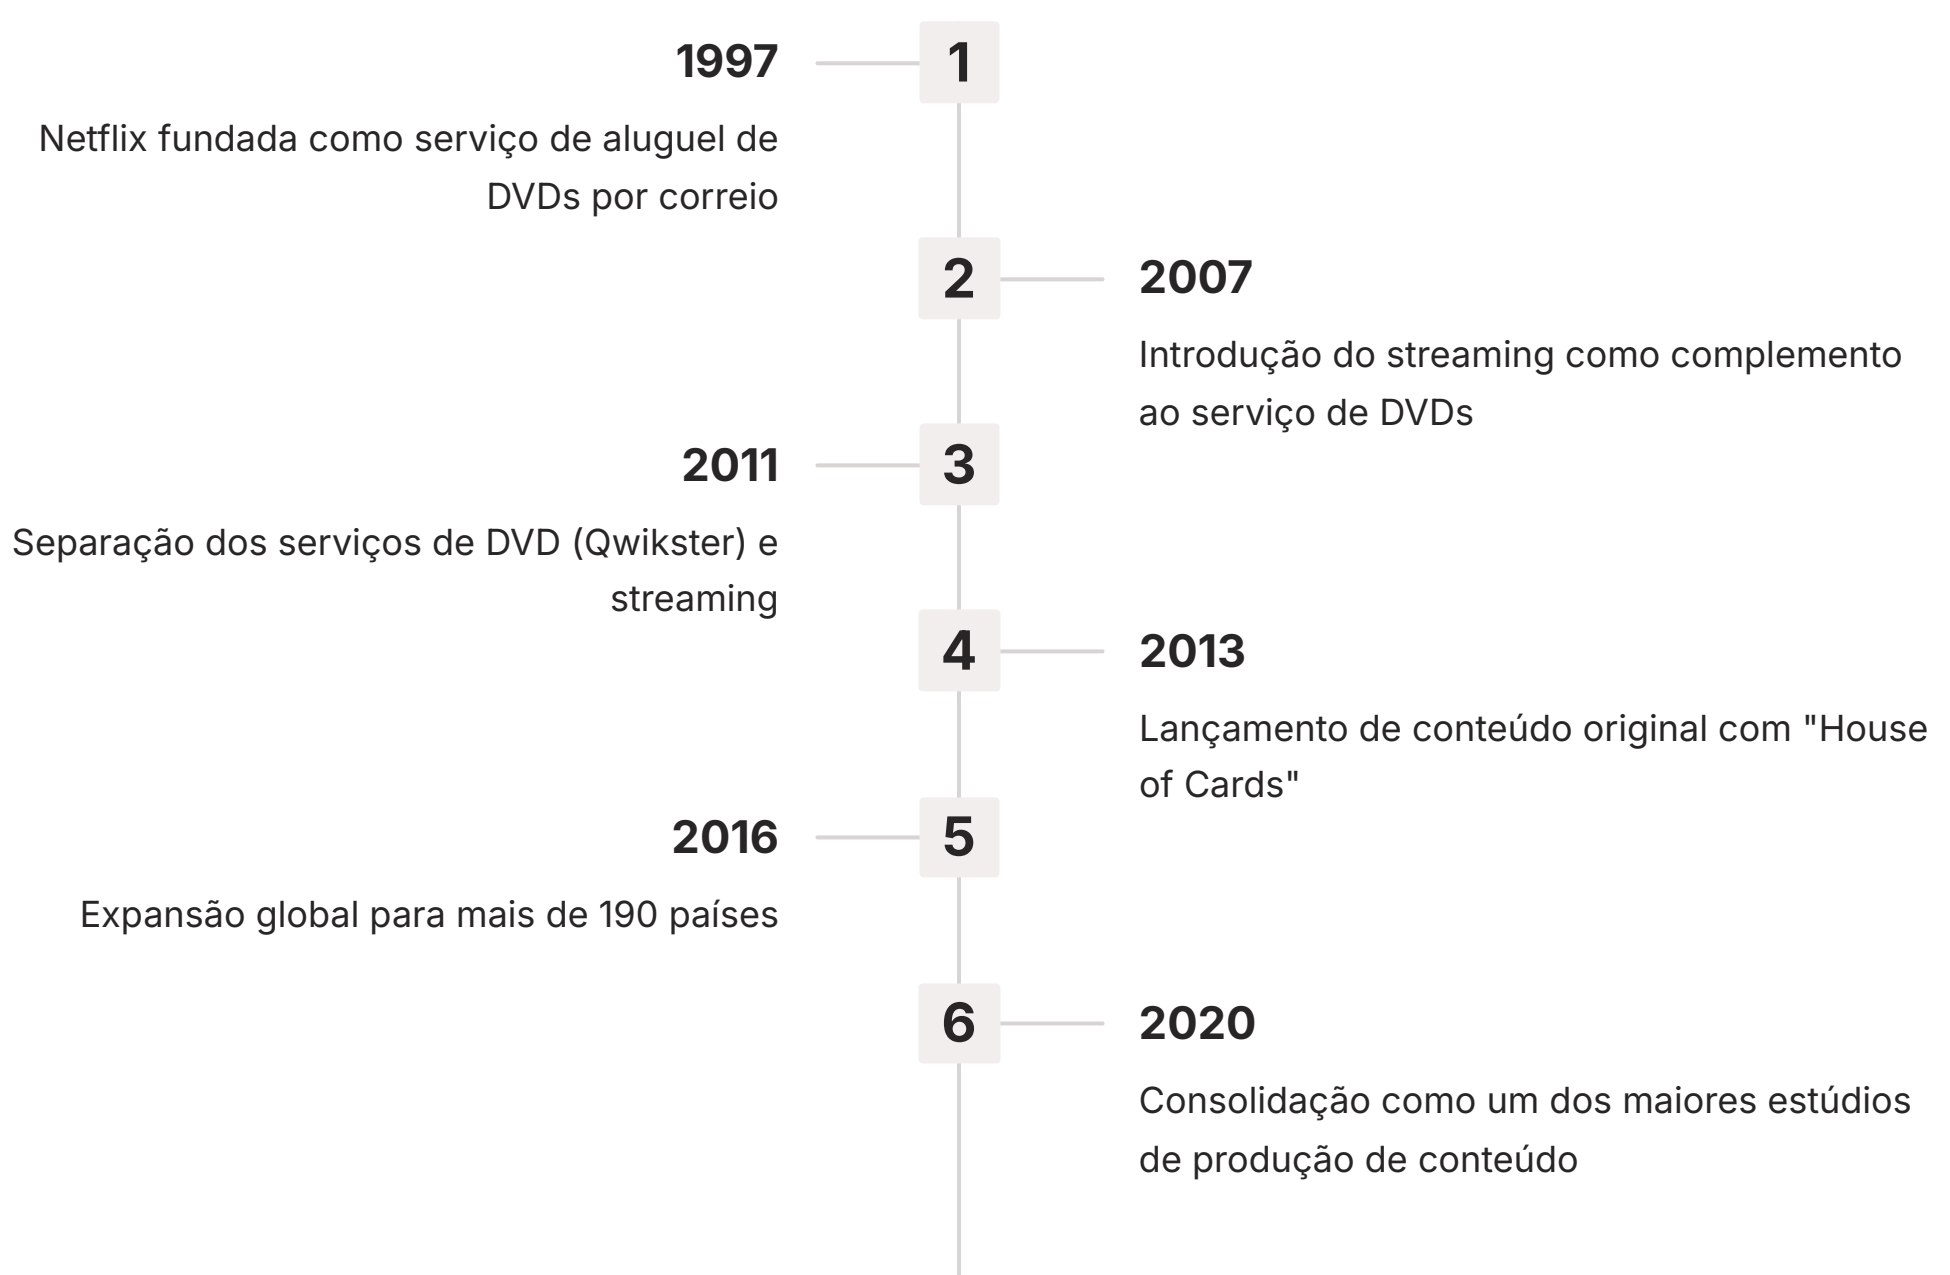 1997
1
Netflix fundada como serviço de aluguel de
DVDs por correio
2
2007
Introdução do streaming como complemento
ao serviço de DVDs
2011
3
Separação dos serviços de DVD (Qwikster) e
streaming
4
2013
Lançamento de conteúdo original com "House
of Cards"
2016
5
Expansão global para mais de 190 países
6
2020
Consolidação como um dos maiores estúdios
de produção de conteúdo